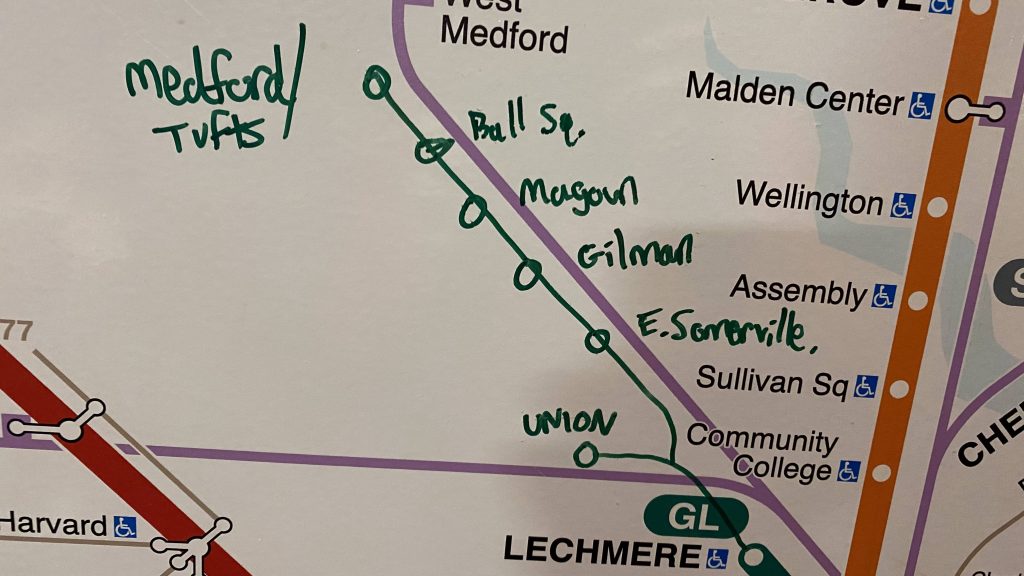 West
Medford
Medford/
Tufts
Ball Sq.
Malden Center
Magoun
Wellington
Gilman
Assembly
E. Somerville.
77
Sullivan Sq
UNION
Community
College
GL
Harvard
LECHMERE